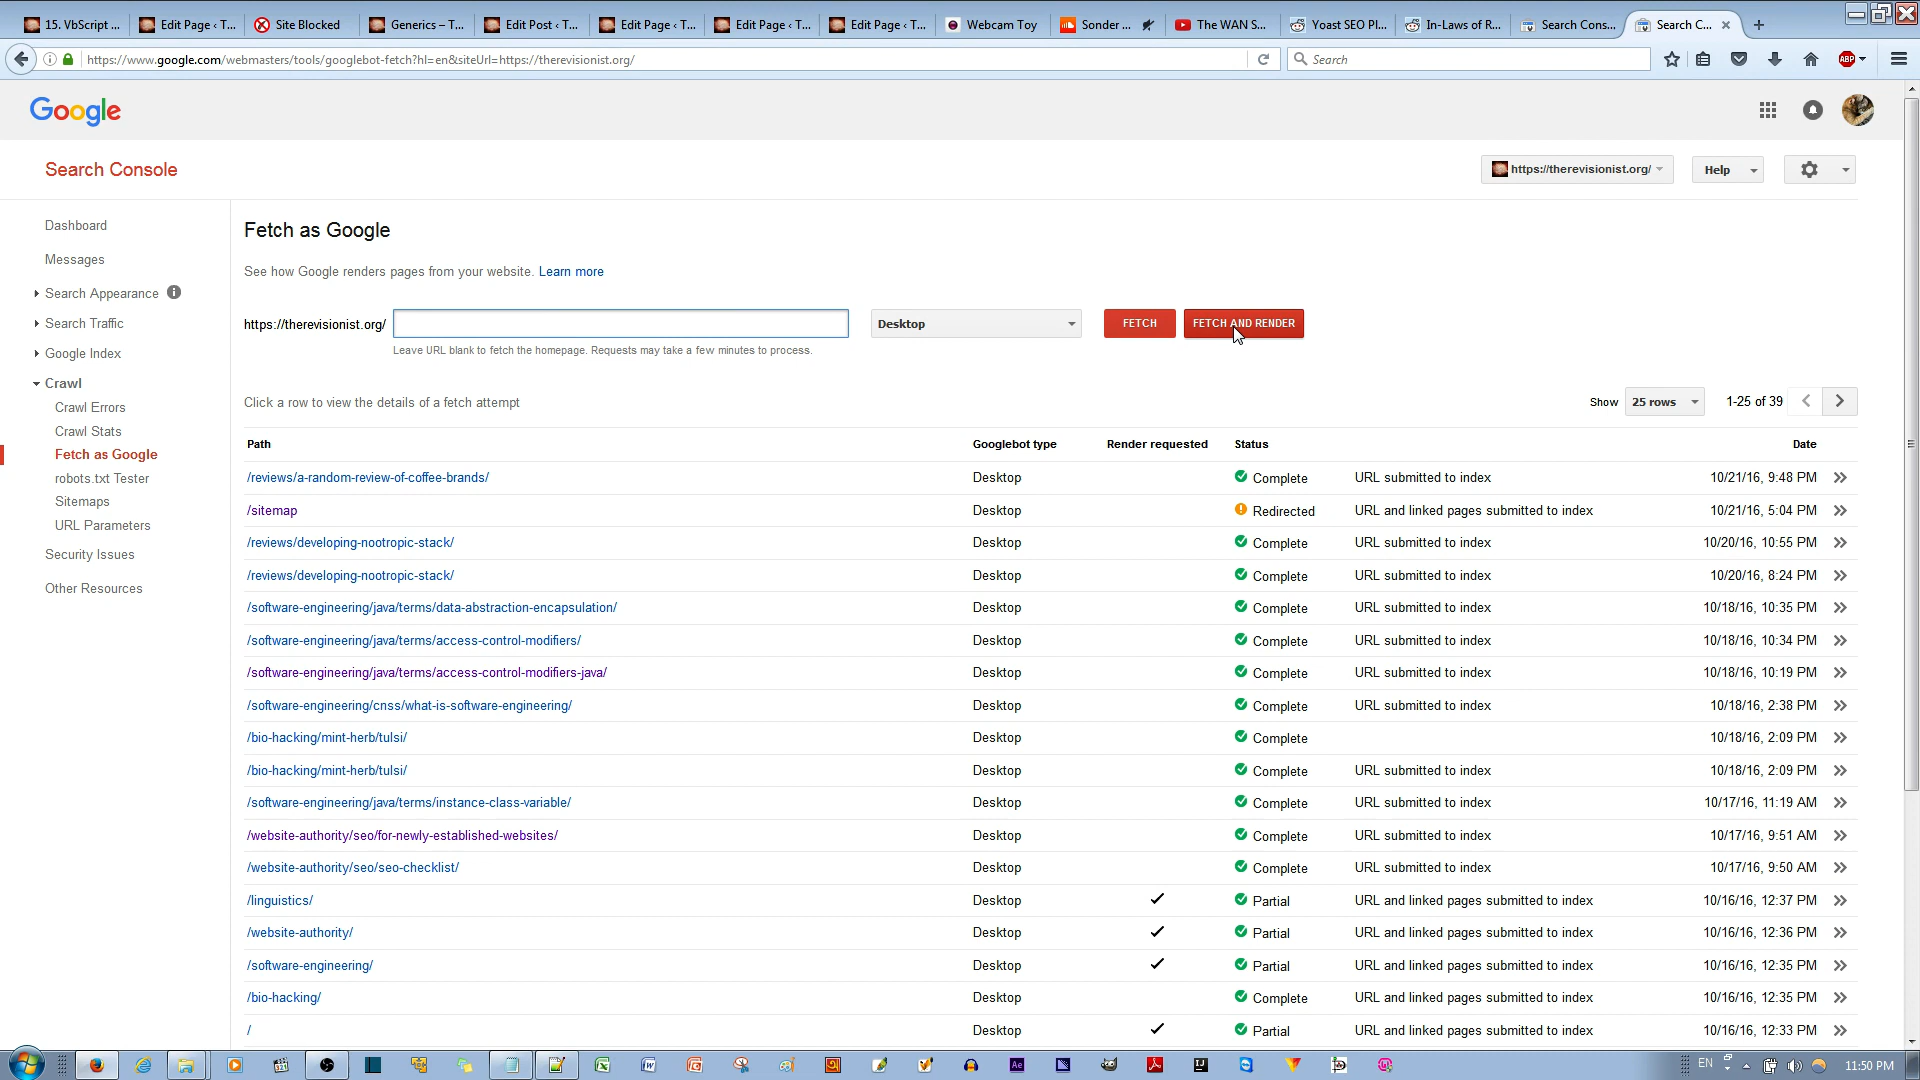 15. VbScript ...
Edit Page ‹ T...
Site Blocked
Generics – T...
Edit Post ‹ T...
Edit Page ‹ T...
Edit Page ‹ T...
Edit Page ‹ T...
Webcam Toy
Sonder ...
The WAN S...
Yoast SEO Pl...
In-Laws of R...
Search Cons...
Search C...
https://www.google.com/webmasters/tools/googlebot-fetch?hl=en&siteUrl=https://therevisionist.org/
Search
ABP
Google
Search Console
https://therevisionist.org/
Help
Dashboard
Messages
Search Appearance
Search Traffic
Google Index
Crawl
Crawl Errors
Crawl Stats
Fetch as Google
robots.txt Tester
Sitemaps
URL Parameters
Security Issues
Other Resources
Fetch as Google
See how Google renders pages from your website. Learn more
https://therevisionist.org/
Desktop
FETCH
FETCH AND RENDER
Leave URL blank to fetch the homepage. Requests may take a few minutes to process.
Click a row to view the details of a fetch attempt
Show 25 rows 1-25 of 39
Path Googlebot type Render requested Status Date
/reviews/a-random-review-of-coffee-brands/ Desktop Complete URL submitted to index 10/21/16, 9:48 PM
/sitemap Desktop Redirected URL and linked pages submitted to index 10/21/16, 5:04 PM
/reviews/developing-nootropic-stack/ Desktop Complete URL submitted to index 10/20/16, 10:55 PM
/reviews/developing-nootropic-stack/ Desktop Complete URL submitted to index 10/20/16, 8:24 PM
/software-engineering/java/terms/data-abstraction-encapsulation/ Desktop Complete URL submitted to index 10/18/16, 10:35 PM
/software-engineering/java/terms/access-control-modifiers/ Desktop Complete URL submitted to index 10/18/16, 10:34 PM
/software-engineering/java/terms/access-control-modifiers-java/ Desktop Complete URL submitted to index 10/18/16, 10:19 PM
/software-engineering/cnss/what-is-software-engineering/ Desktop Complete URL submitted to index 10/18/16, 2:38 PM
/bio-hacking/mint-herb/tulsi/ Desktop Complete 10/18/16, 2:09 PM
/bio-hacking/mint-herb/tulsi/ Desktop Complete URL submitted to index 10/18/16, 2:09 PM
/software-engineering/java/terms/instance-class-variable/ Desktop Complete URL submitted to index 10/17/16, 11:19 AM
/website-authority/seo/for-newly-established-websites/ Desktop Complete URL submitted to index 10/17/16, 9:51 AM
/website-authority/seo/seo-checklist/ Desktop Complete URL submitted to index 10/17/16, 9:50 AM
/linguistics/ Desktop Partial URL and linked pages submitted to index 10/16/16, 12:37 PM
/website-authority/ Desktop Partial URL and linked pages submitted to index 10/16/16, 12:36 PM
/software-engineering/ Desktop Partial URL and linked pages submitted to index 10/16/16, 12:35 PM
/bio-hacking/ Desktop Complete URL and linked pages submitted to index 10/16/16, 12:35 PM
/ Desktop Partial URL and linked pages submitted to index 10/16/16, 12:33 PM
Ae
EN
11:50 PM